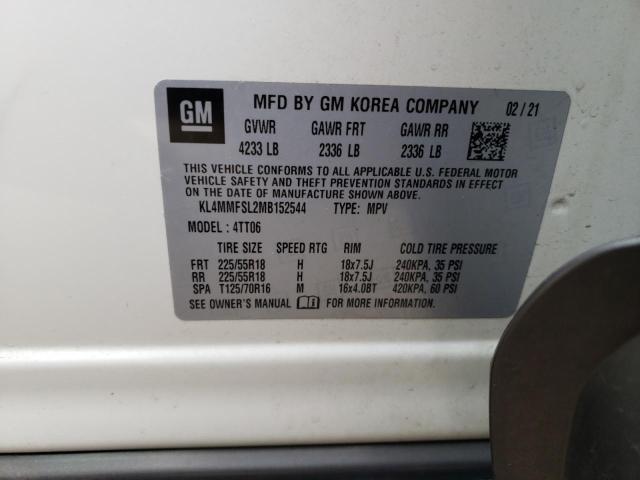 GM MFD BY GM KOREA COMPANY 02 / 21
GVWR GAWR FRT GAWR RR
4233 LB 2336 LB 2336 LB
THIS VEHICLE CONFORMS TO ALL APPLICABLE U.S. FEDERAL MOTOR
VEHICLE SAFETY AND THEFT PREVENTION STANDARDS IN EFFECT
ON THE DATE OF MANUFACTURE SHOWN ABOVE.
KL4MMFSL2MB152544 TYPE: MPV
MODEL : 4TT06
TIRE SIZE SPEED RTG RIM COLD TIRE PRESSURE
FRT 225/55R18 H 18x7.5J 240KPA, 35 PSI
RR 225/55R18 H 18x7.5J 240KPA, 35 PSI
SPA T125/70R16 M 16x4.0BT 420KPA, 60 PSI
SEE OWNER'S MANUAL FOR MORE INFORMATION.